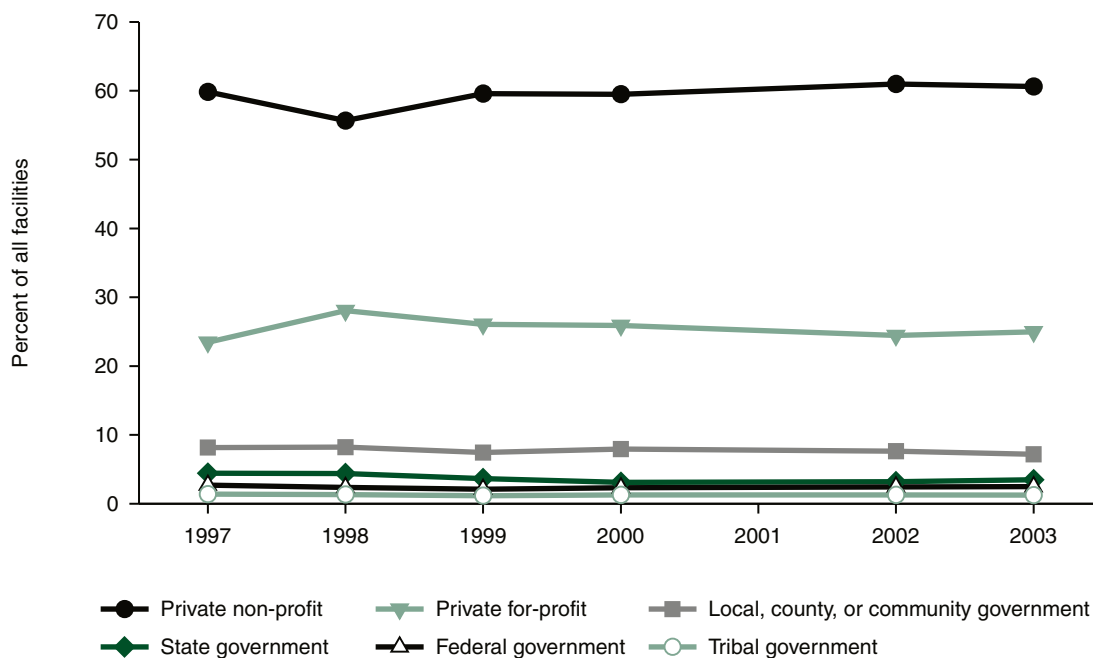 70
60
50
40
30
20
10
0
Percent of all facilities
1997 1998 1999 2000 2001 2002 2003
Private non-profit Private for-profit Local, county, or community government
State government Federal government Tribal government